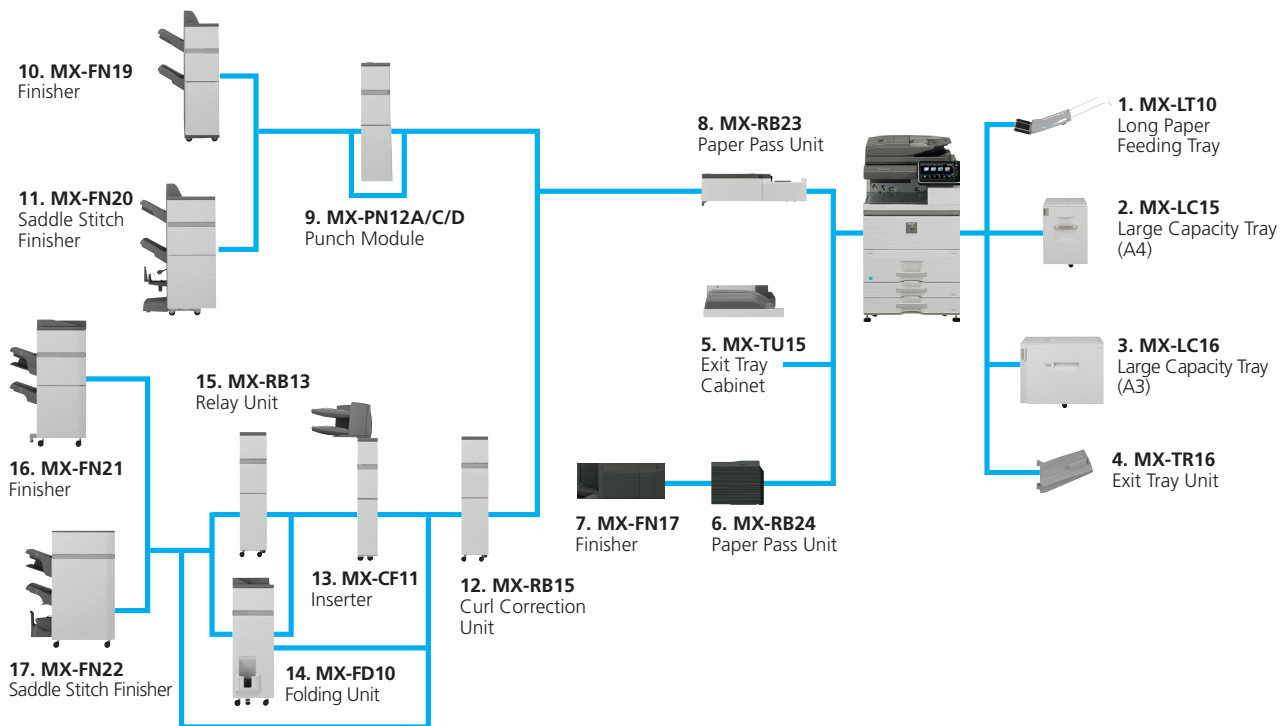 10. MX-FN19
Finisher
11. MX-FN20
Saddle Stitch
Finisher
9. MX-PN12A/C/D
Punch Module
8. MX-RB23
Paper Pass Unit
1. MX-LT10
Long Paper
Feeding Tray
2. MX-LC15
Large Capacity Tray
(A4)
5. MX-TU15
Exit Tray
Cabinet
3. MX-LC16
Large Capacity Tray
(A3)
15. MX-RB13
Relay Unit
16. MX-FN21
Finisher
4. MX-TR16
Exit Tray Unit
7. MX-FN17
Finisher
6. MX-RB24
Paper Pass Unit
13. MX-CF11
Inserter
12. MX-RB15
Curl Correction
Unit
17. MX-FN22
Saddle Stitch Finisher
14. MX-FD10
Folding Unit